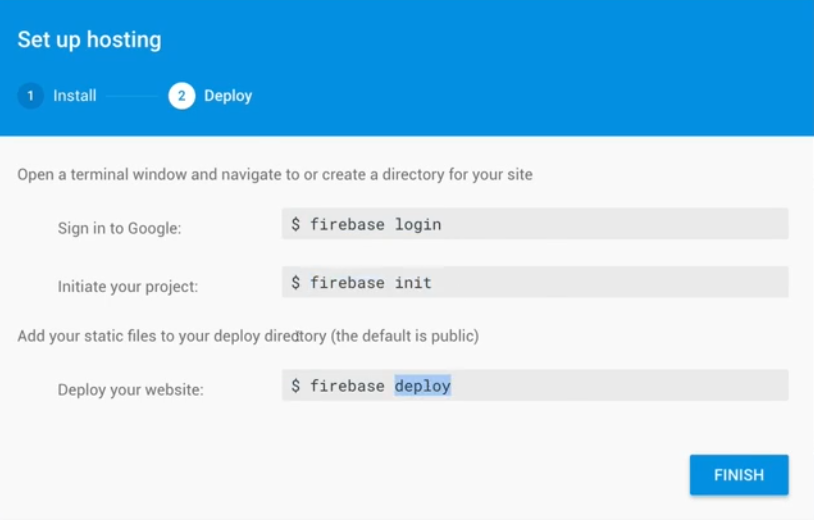 Set up hosting
1 Install 2 Deploy
Open a terminal window and navigate to or create a directory for your site
Sign in to Google: $ firebase login
Initiate your project: $ firebase init
Add your static files to your deploy directory (the default is public)
Deploy your website: $ firebase deploy
FINISH